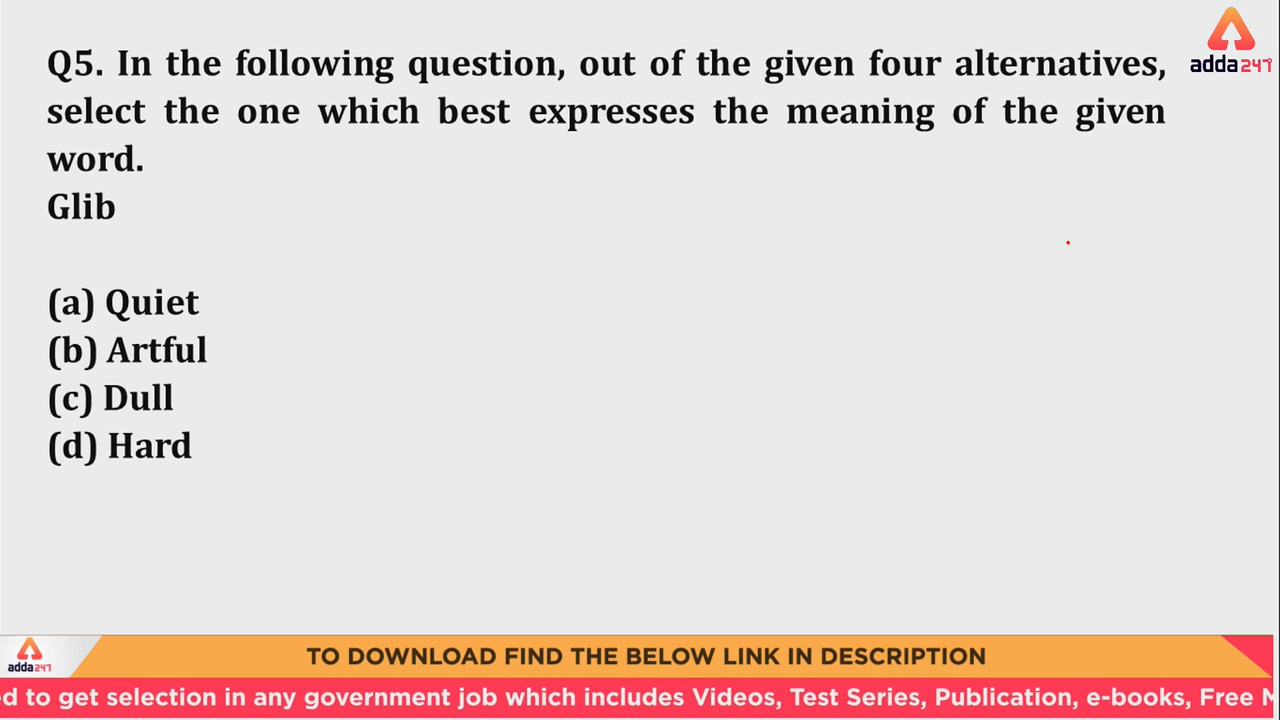 Q5. In the following question, out of the given four alternatives,
select the one which best expresses the meaning of the given
word.
Glib
(a) Quiet
(b) Artful
(c) Dull
(d) Hard
adda247
adda247
TO DOWNLOAD FIND THE BELOW LINK IN DESCRIPTION
to get selection in any government job which includes Videos, Test Series, Publication, e-books, Free